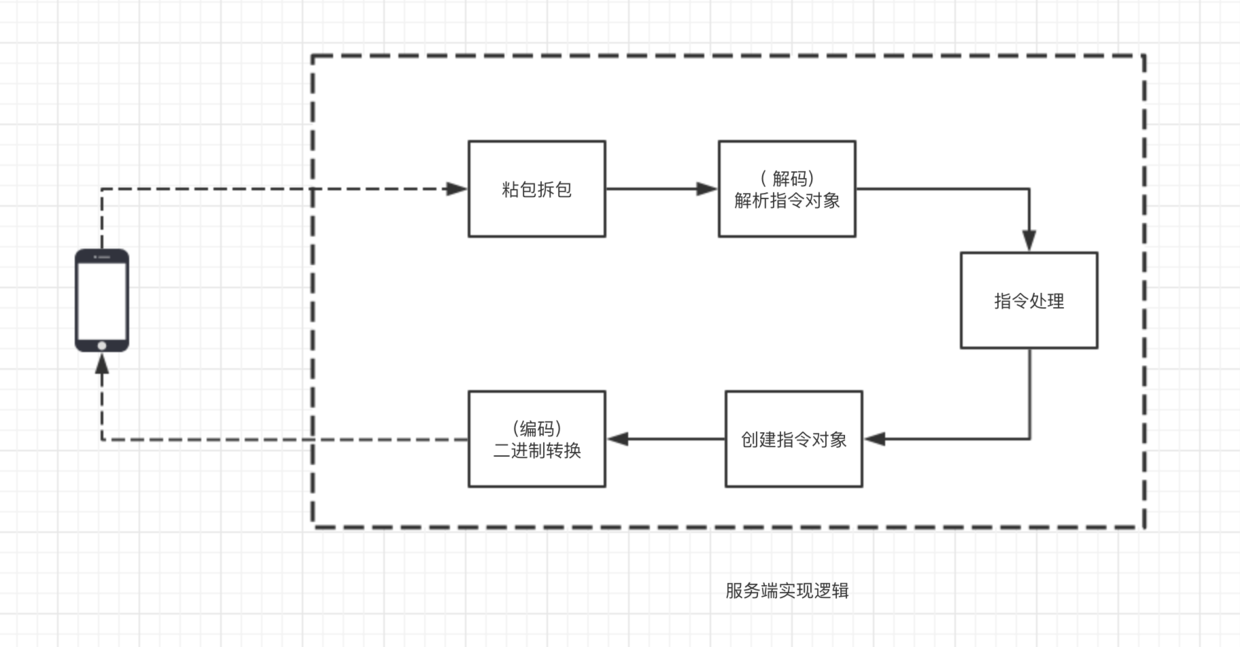 粘包拆包
（ 解码)
解析指令对象
指令处理
创建指令对象
(编码)
二进制转换
服务端实现逻辑